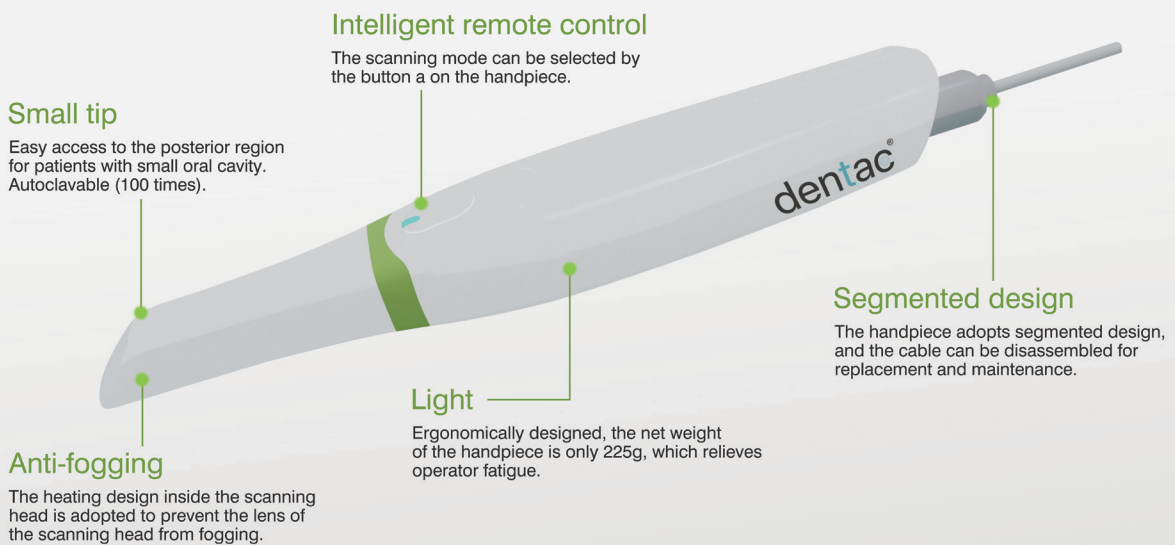 Intelligent remote control
The scanning mode can be selected by
the button a on the handpiece.
Small tip
Easy access to the posterior region
for patients with small oral cavity.
Autoclavable (100 times).
dentac®
Segmented design
The handpiece adopts segmented design,
and the cable can be disassembled for
replacement and maintenance.
Light
Ergonomically designed, the net weight
of the handpiece is only 225g, which relieves
operator fatigue.
Anti-fogging
The heating design inside the scanning
head is adopted to prevent the lens of
the scanning head from fogging.